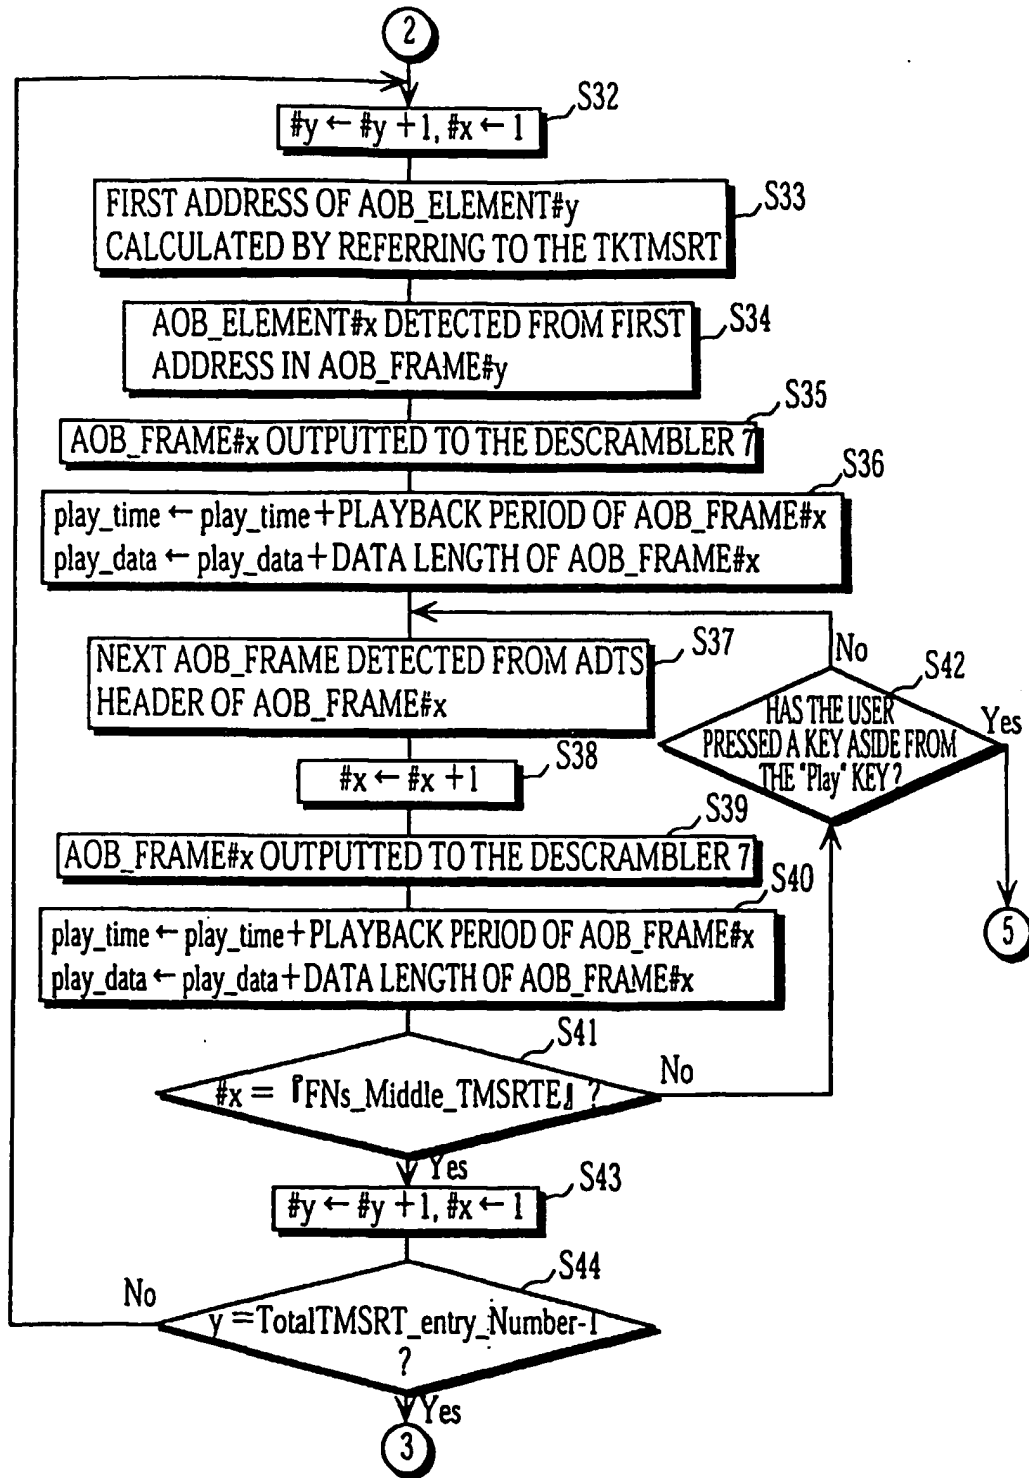 2
S32
#y ← #y + 1, #x ← 1
S33
FIRST ADDRESS OF AOB_ELEMENT#y
CALCULATED BY REFERRING TO THE TKTMSRT
S34
AOB_ELEMENT#x DETECTED FROM FIRST
ADDRESS IN AOB_FRAME#y
S35
AOB_FRAME#x OUTPUTTED TO THE DESCRAMBLER 7
S36
play_time ← play_time + PLAYBACK PERIOD OF AOB_FRAME#x
play_data ← play_data + DATA LENGTH OF AOB_FRAME#x
S37
NEXT AOB_FRAME DETECTED FROM ADTS
HEADER OF AOB_FRAME#x
No
S42
HAS THE USER
PRESSED A KEY ASIDE FROM
THE "Play" KEY?
Yes
5
S38
#x ← #x + 1
S39
AOB_FRAME#x OUTPUTTED TO THE DESCRAMBLER 7
S40
play_time ← play_time + PLAYBACK PERIOD OF AOB_FRAME#x
play_data ← play_data + DATA LENGTH OF AOB_FRAME#x
S41
#x = 『FNs_Middle_TMSRTE』 ?
No
Yes
S43
#y ← #y + 1, #x ← 1
S44
No
y =TotalTMSRT_entry_Number-1
?
Yes
3